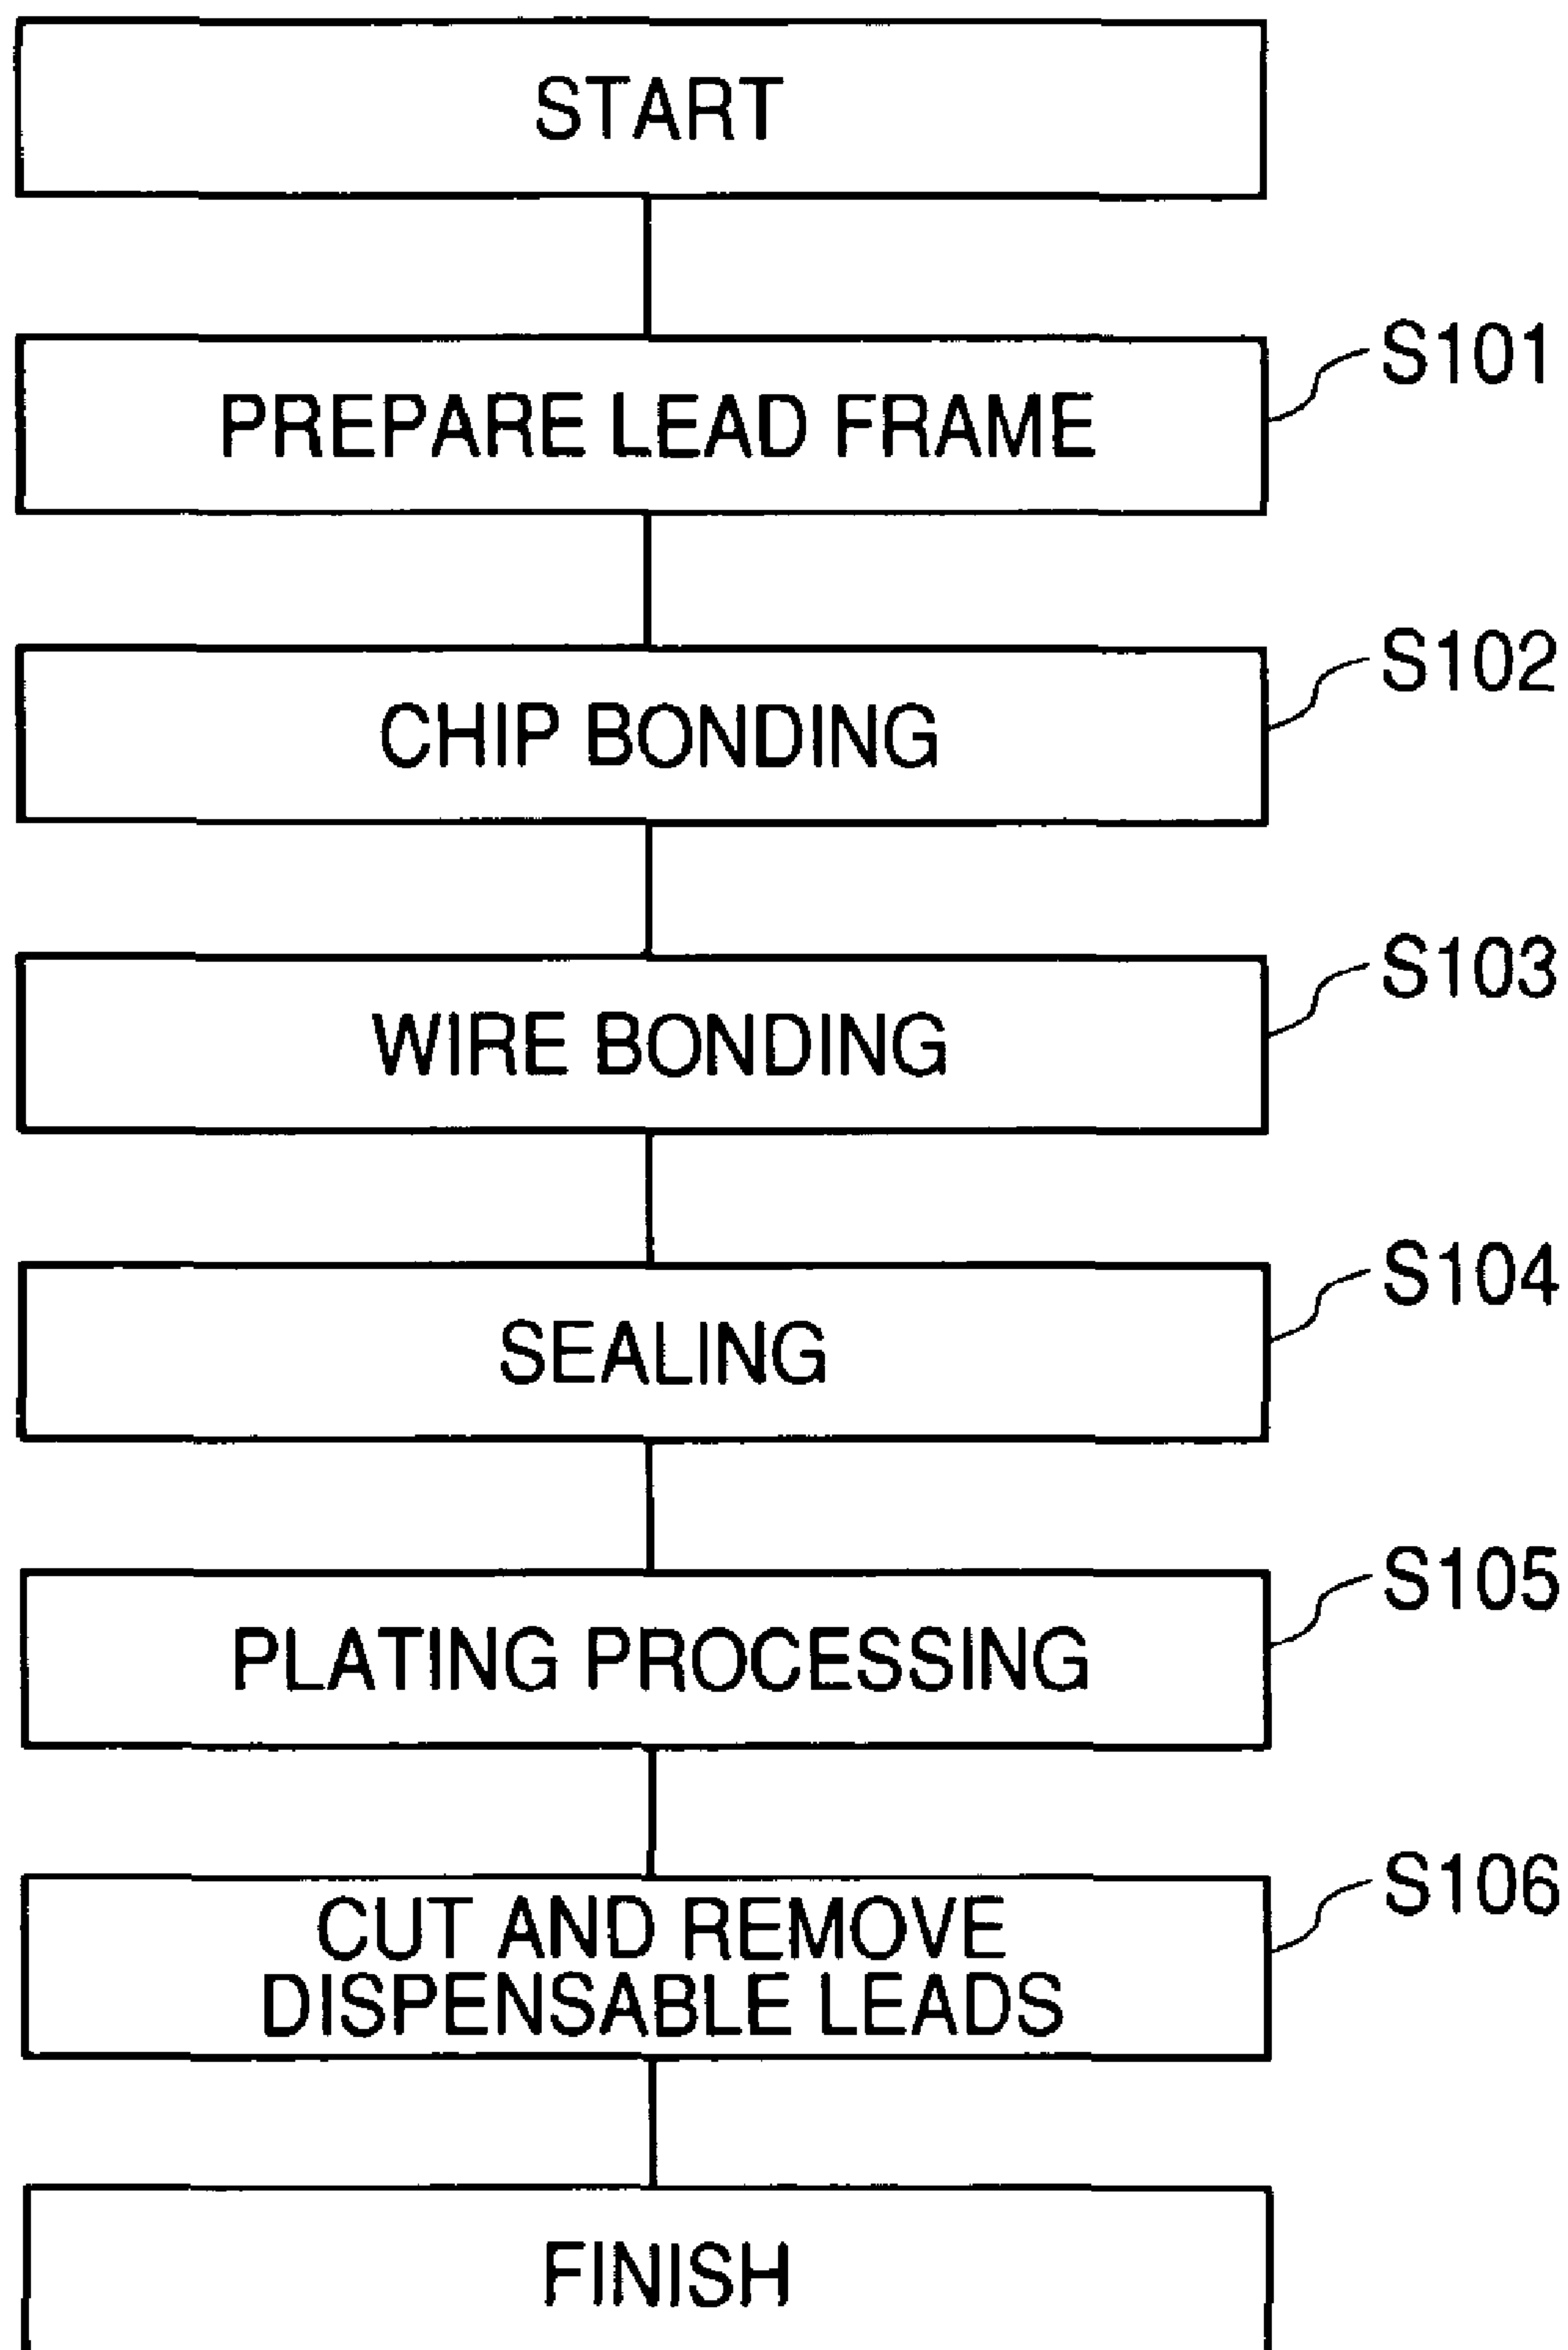 START
S101
PREPARE LEAD FRAME
S102
CHIP BONDING
S103
WIRE BONDING
S104
SEALING
S105
PLATING PROCESSING
S106
CUT AND REMOVE
DISPENSABLE LEADS
FINISH